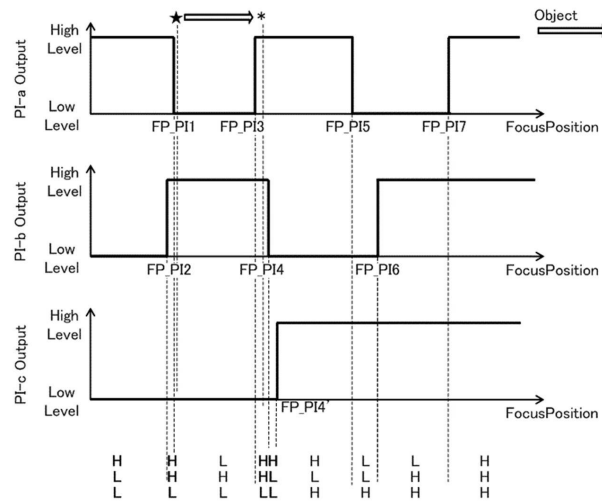 ★ *
Object
High
Level
PI-a Output
Low
Level
FP_PI1 FP_PI3 FP_PI5 FP_PI7 FocusPosition
High
Level
PI-b Output
Low
Level
FP_PI2 FP_PI4 FP_PI6 FocusPosition
High
Level
PI-c Output
Low
Level
FP_PI4' FocusPosition
H H L HH H L L H
L H H HL L L H H
L L L LL H H H H